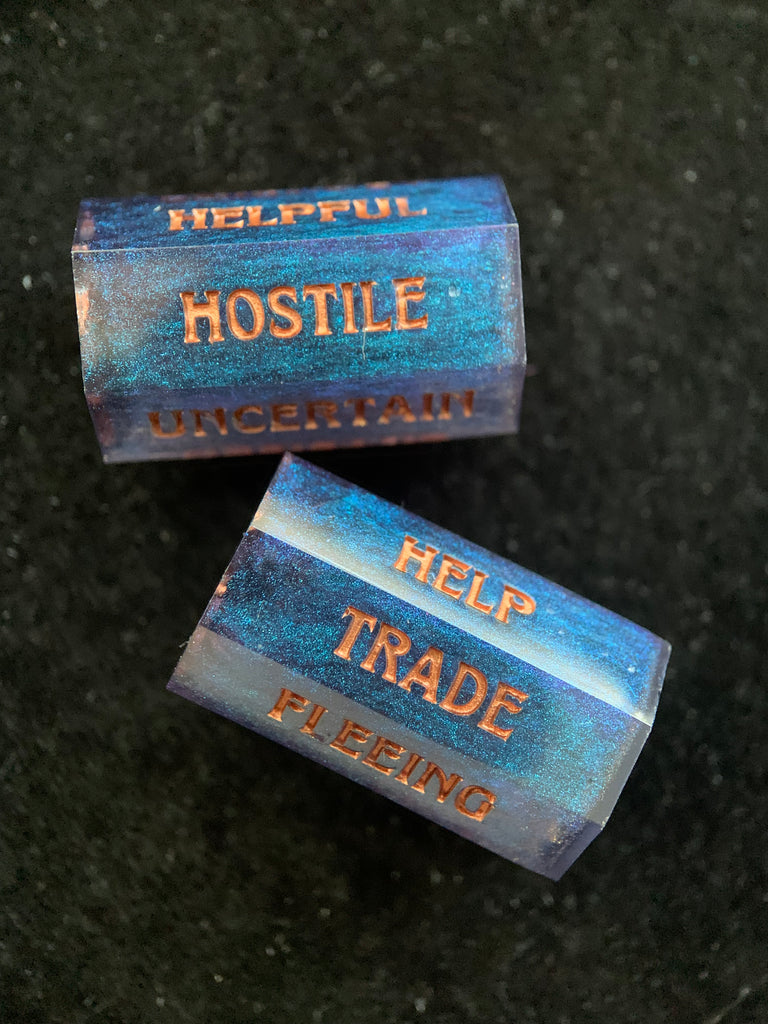 HELPFUL
HOSTILE
UNCERTAIN
HELP
TRADE
FLEEING